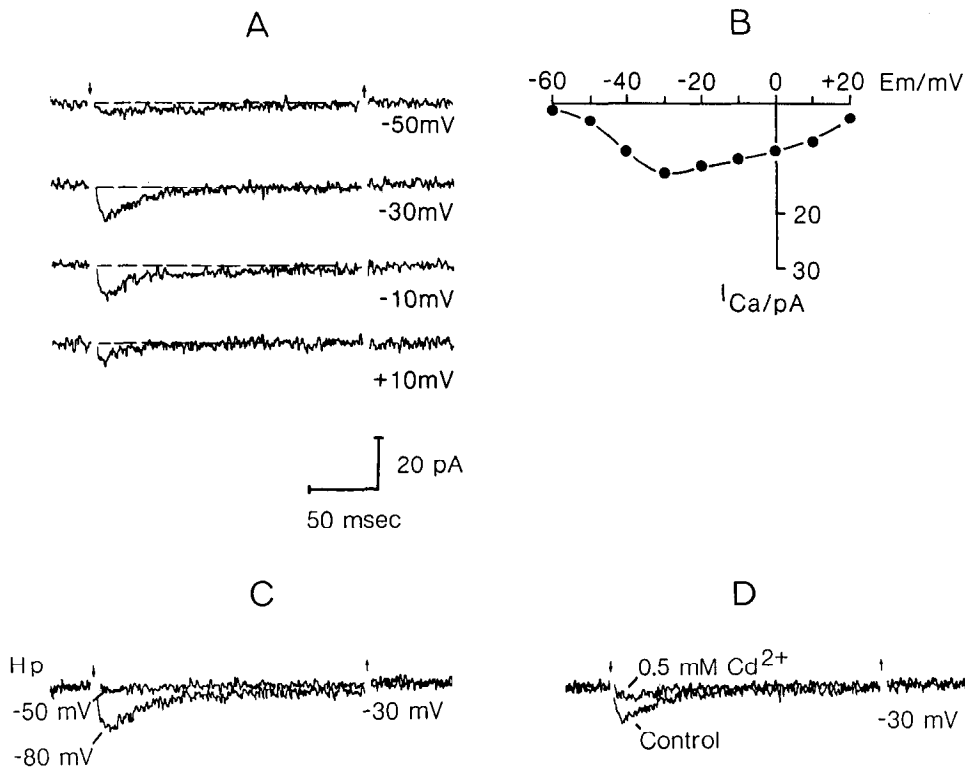 A
-50mV
-30mV
-10mV
+10mV
20 pA
50 msec
B
-60 -40 -20 0 +20 Em/mV
20
30
ICa/pA
C
Hp
-50 mV
-80 mV
-30 mV
D
0.5 mM Cd2+
Control
-30 mV